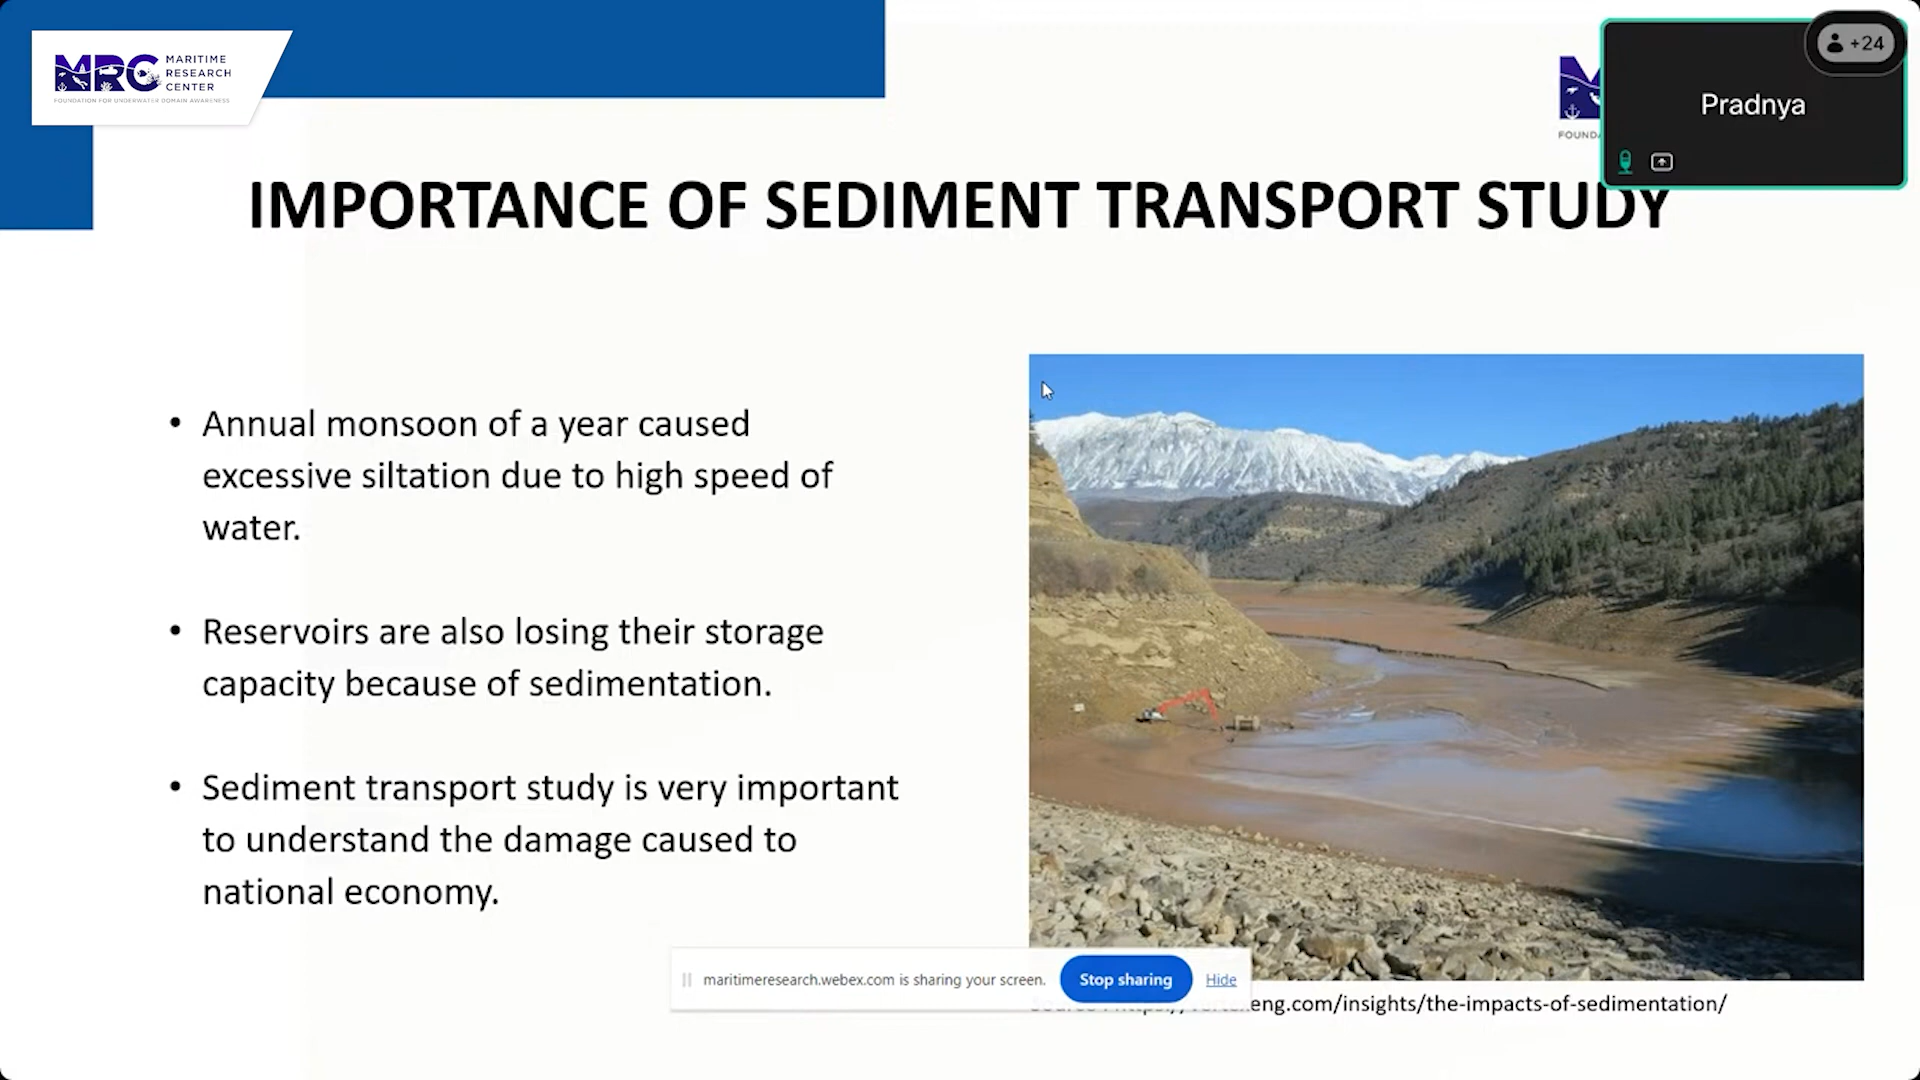 MRC MARITIME
RESEARCH
CENTER
FOUNDATION FOR UNDERWATER DOMAIN AWARENESS
+24
Pradnya
IMPORTANCE OF SEDIMENT TRANSPORT STUDY
• Annual monsoon of a year caused
excessive siltation due to high speed of
water.
• Reservoirs are also losing their storage
capacity because of sedimentation.
• Sediment transport study is very important
to understand the damage caused to
national economy.
maritimeresearch.webex.com is sharing your screen.
Stop sharing
Hide
eng.com/insights/the-impacts-of-sedimentation/